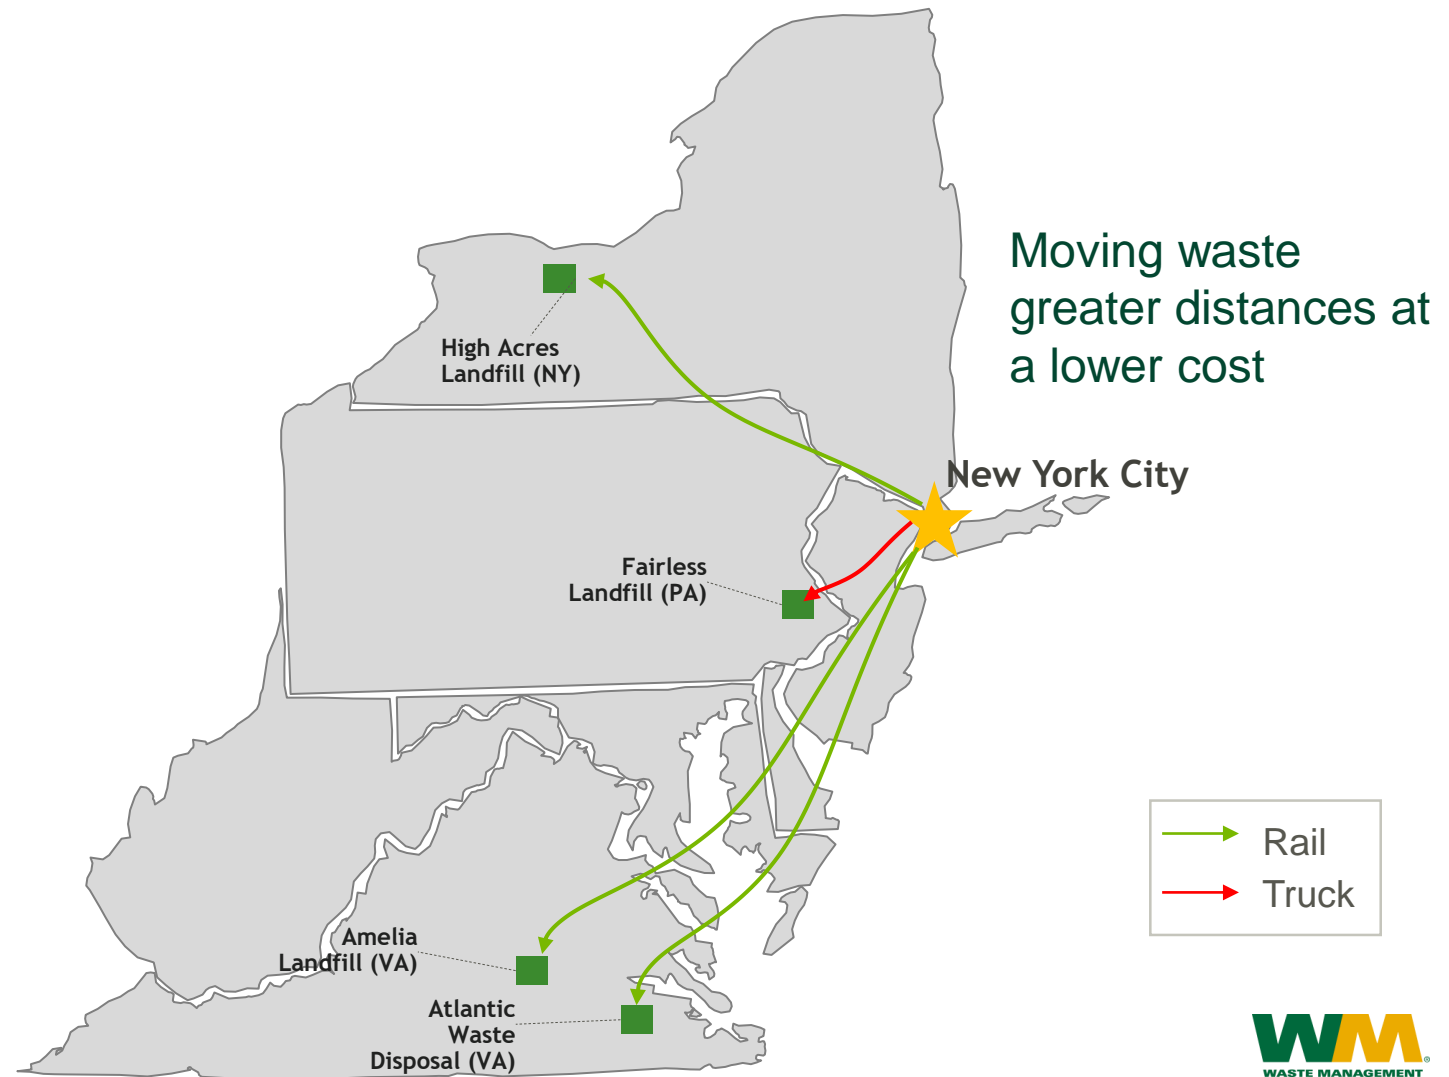 Moving waste
greater distances at
a lower cost
High Acres
Landfill (NY)
New York City
Fairless
Landfill (PA)
Rail
Truck
Amelia
Landfill (VA)
Atlantic
Waste
Disposal (VA)
WM
WASTE MANAGEMENT